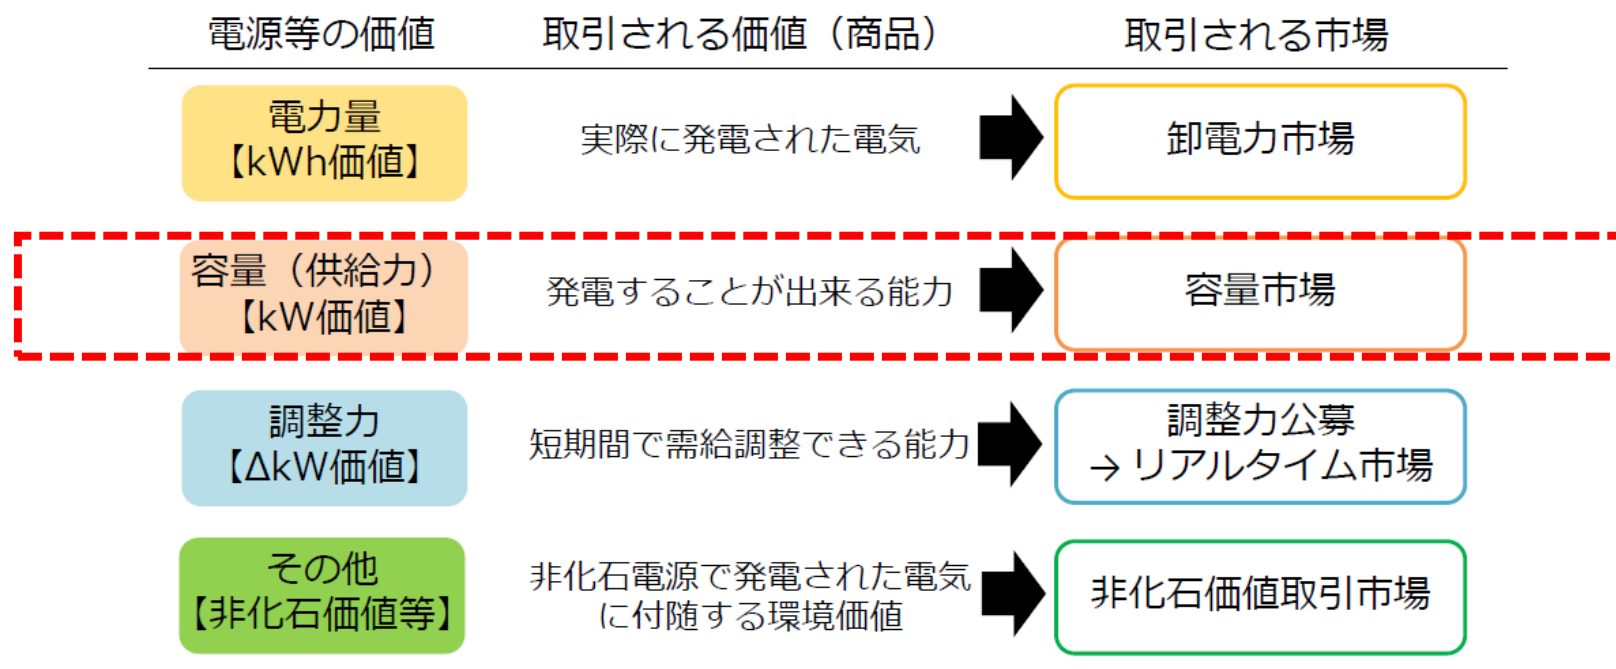 電源等の価値 取引される価値（商品） 取引される市場
電力量
【kWh価値】
実際に発電された電気
卸電力市場
容量（供給力）
【kW価値】
発電することが出来る能力
容量市場
調整力
【ΔkW価値】
短期間で需給調整できる能力
調整力公募
→ リアルタイム市場
その他
【非化石価値等】
非化石電源で発電された電気
に付随する環境価値
非化石価値取引市場